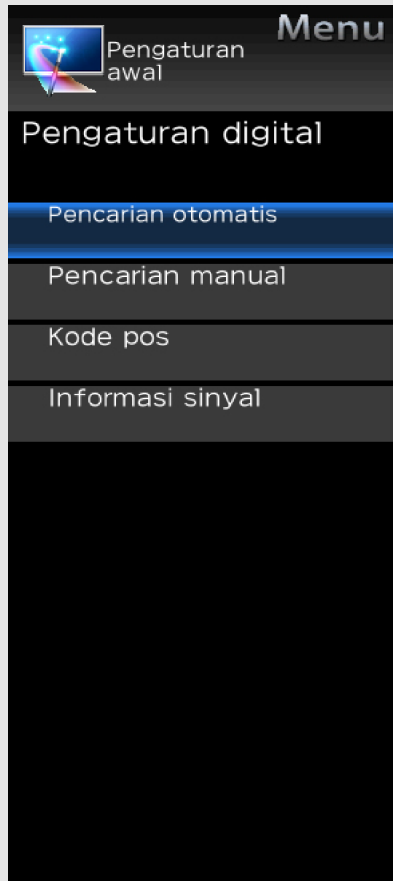 Menu
Pengaturan
awal
Pengaturan digital
Pencarian otomatis
Pencarian manual
Kode pos
Informasi sinyal